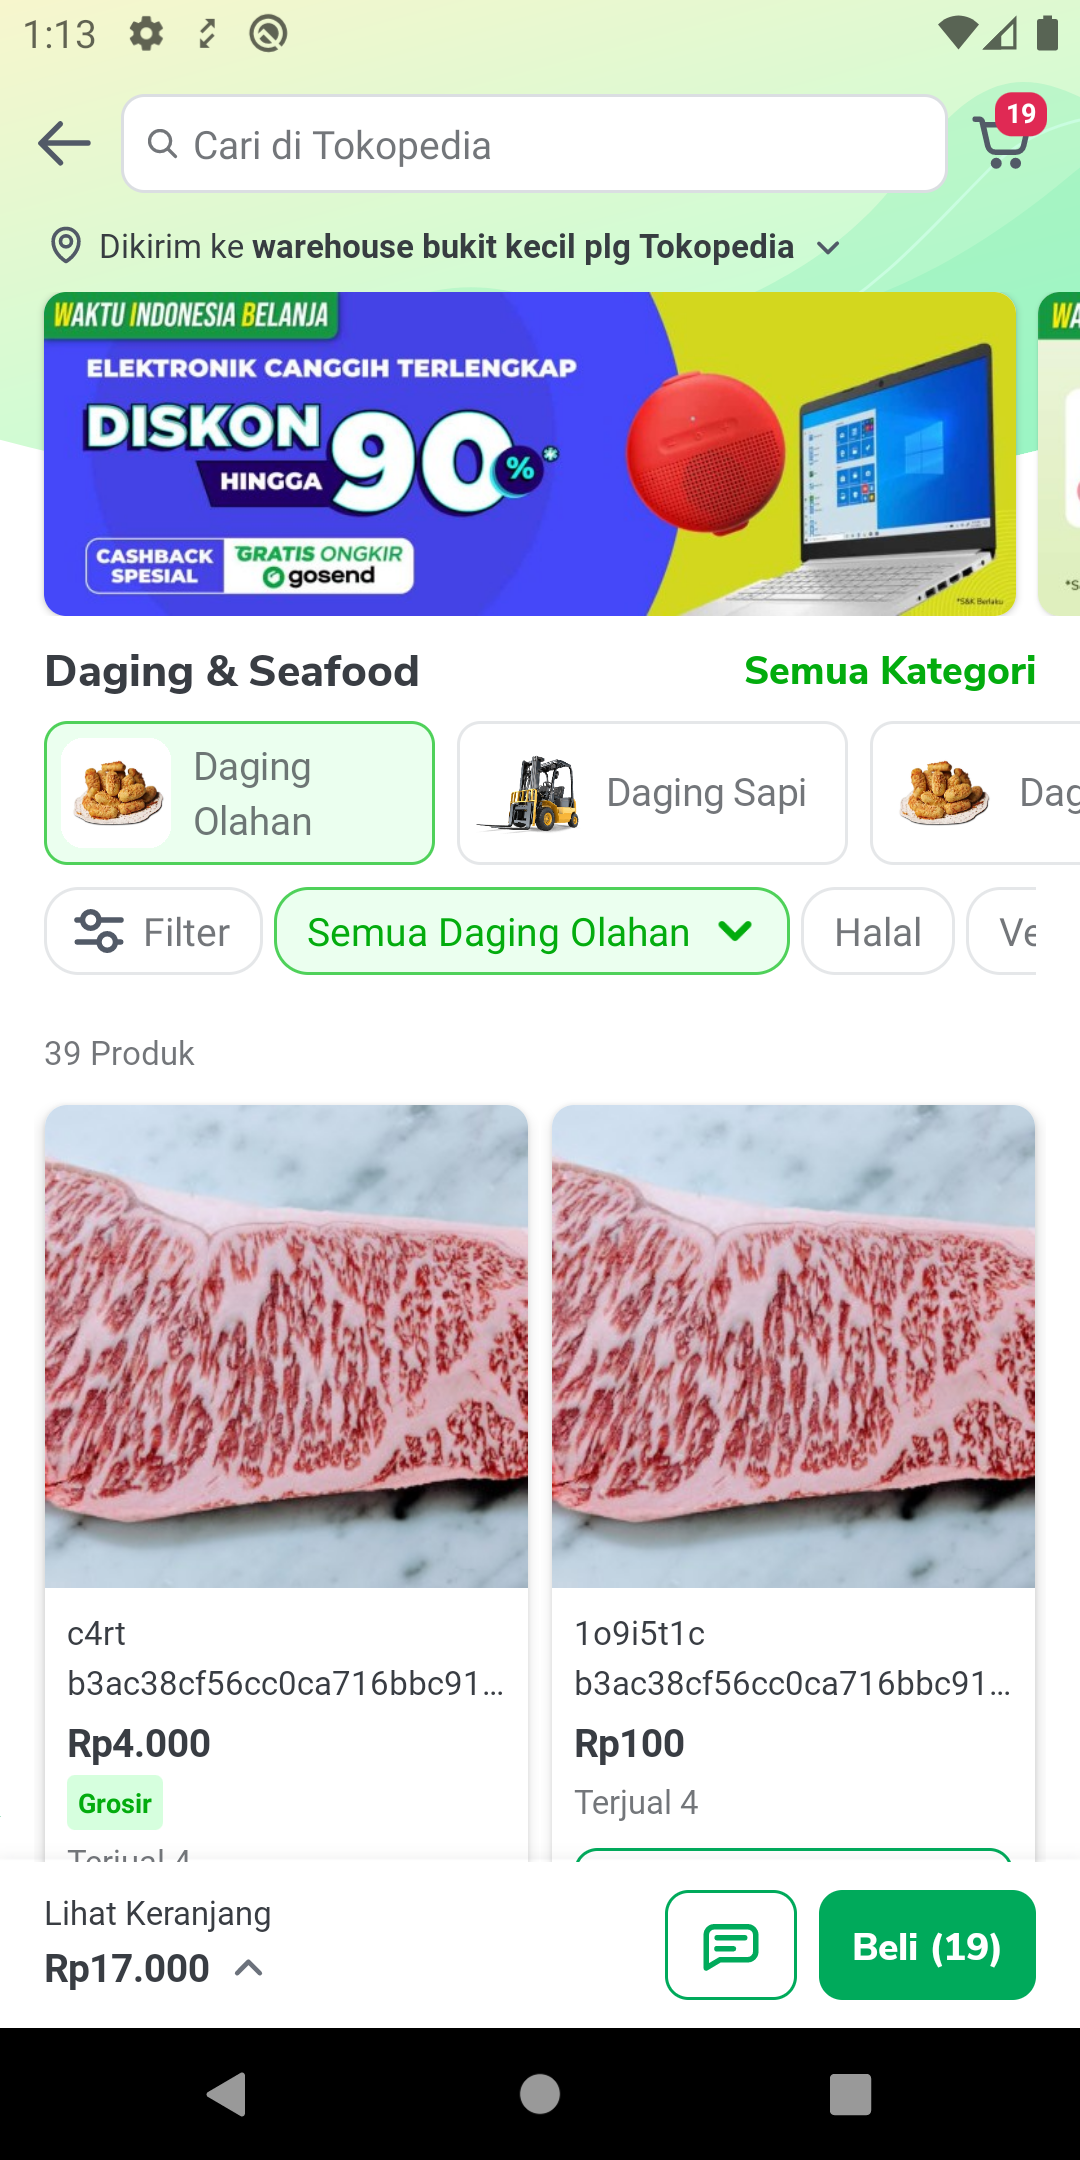 1:13
Cari di Tokopedia
19
Dikirim ke warehouse bukit kecil plg Tokopedia
WAKTU INDONESIA BELANJA
ELEKTRONIK CANGGIH TERLENGKAP
DISKON
HINGGA
90%*
CASHBACK SPESIAL
GRATIS ONGKIR
gosend
*S&K Berlaku
WA
*S
Daging & Seafood
Semua Kategori
Daging
Olahan
Daging Sapi
Dag
Filter
Semua Daging Olahan
Halal
Ve
39 Produk
c4rt
b3ac38cf56cc0ca716bbc91...
Rp4.000
Grosir
Terjual 4
1o9i5t1c
b3ac38cf56cc0ca716bbc91...
Rp100
Terjual 4
Lihat Keranjang
Rp17.000
Beli (19)